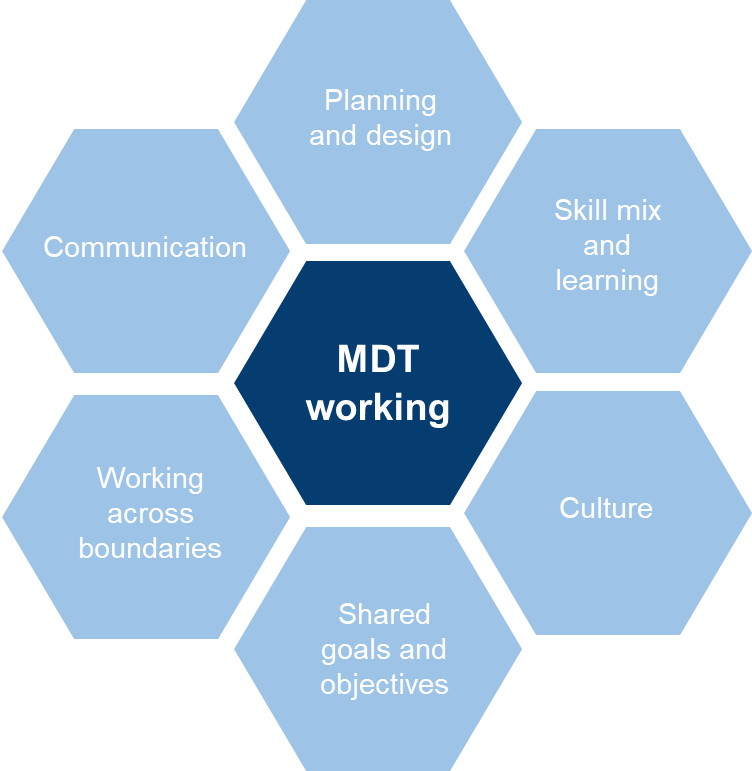 Planning
and design
Skill mix
and
learning
Communication
MDT
working
Working
across
boundaries
Culture
Shared
goals and
objectives